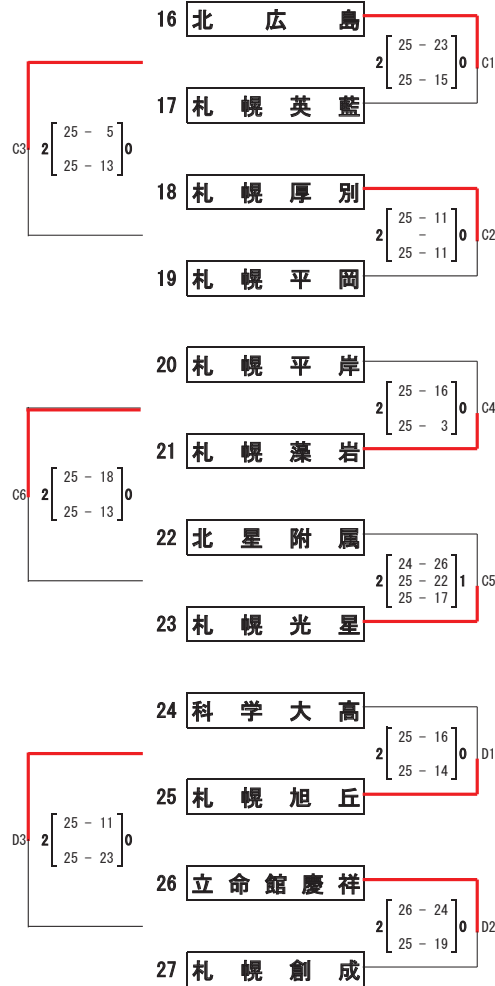 16 北広島
25 - 23
2 0 C1
25 - 15
17 札幌英藍
25 - 5
C3 2 0
25 - 13
18 札幌厚別
25 - 11
2 - 0 C2
25 - 11
19 札幌平岡
20 札幌平岸
25 - 16
2 0 C4
25 - 3
21 札幌藻岩
25 - 18
C6 2 0
25 - 13
22 北星附属
24 - 26
2 25 - 22 1 C5
25 - 17
23 札幌光星
24 科学大高
25 - 16
2 0 D1
25 - 14
25 札幌旭丘
25 - 11
D3 2 0
25 - 23
26 立命館慶祥
26 - 24
2 0 D2
25 - 19
27 札幌創成